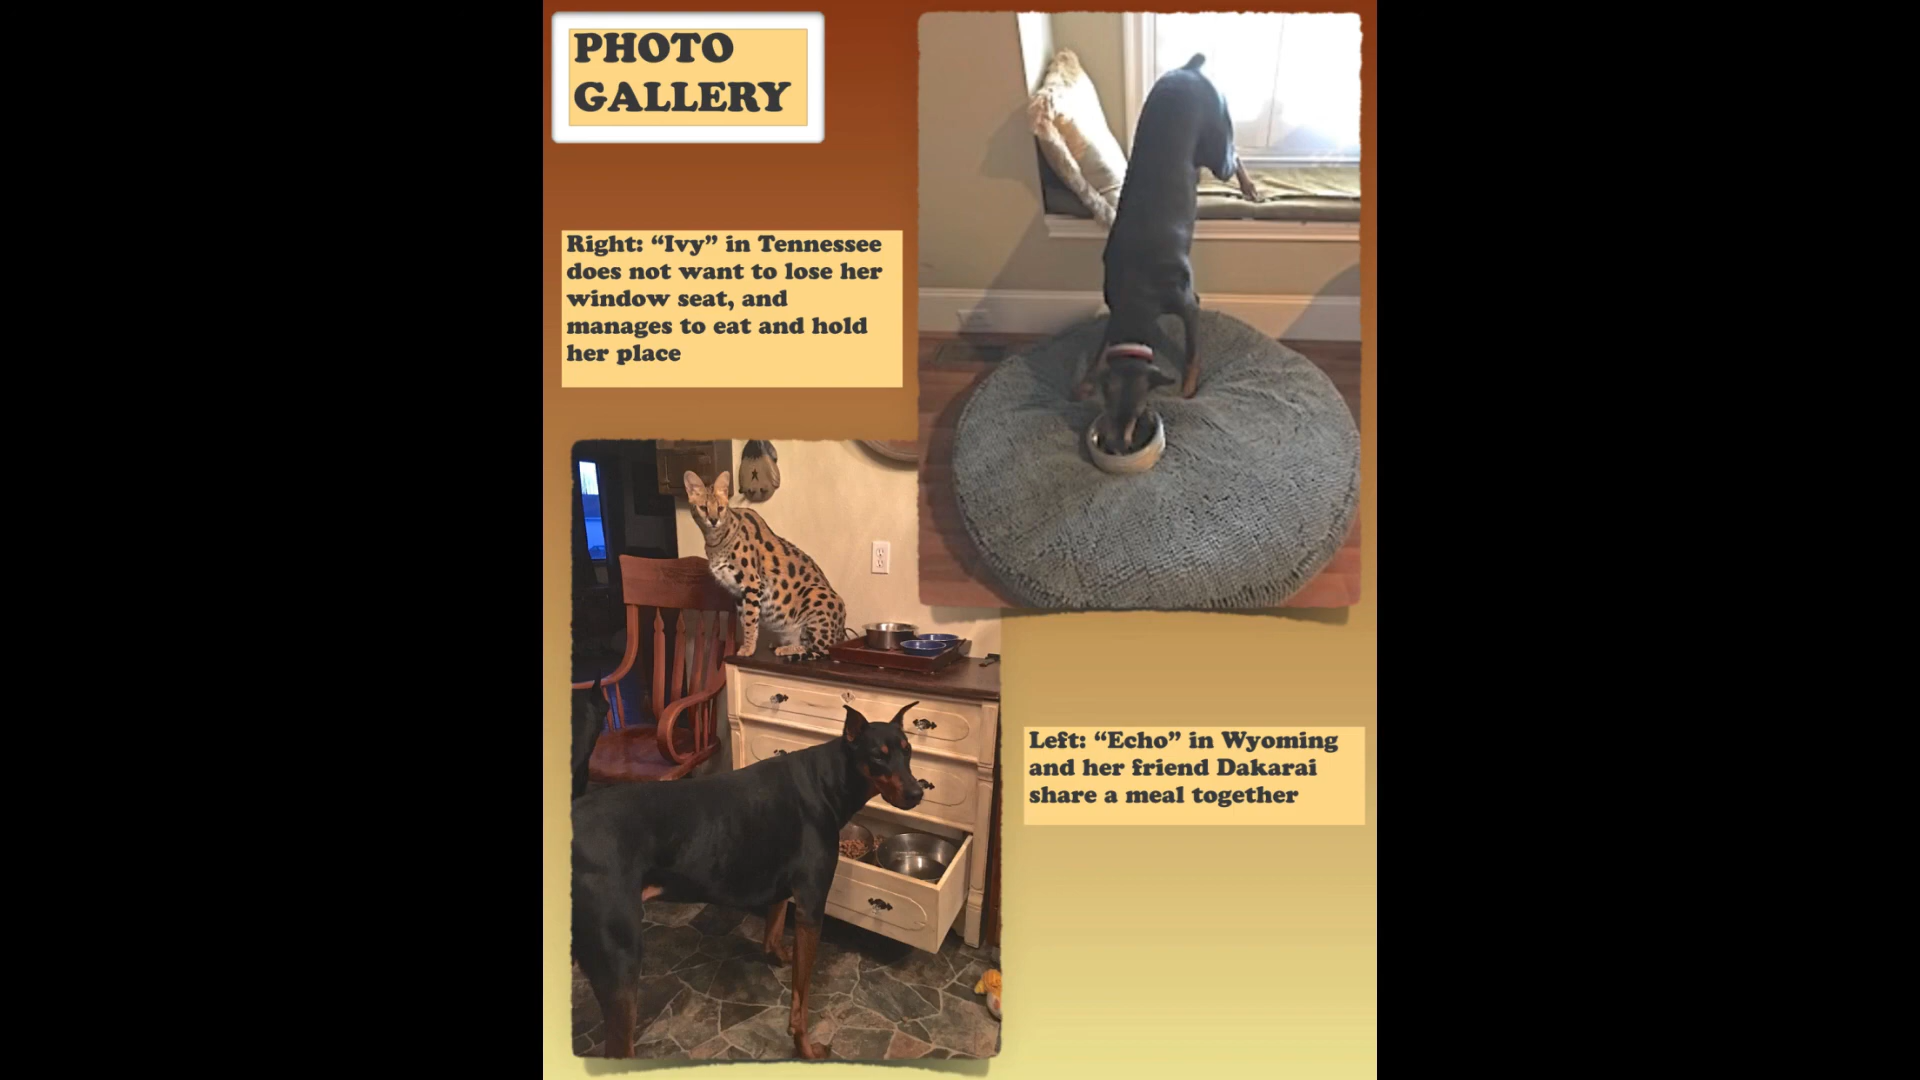 PHOTO
GALLERY
Right: “Ivy” in Tennessee
does not want to lose her
window seat, and
manages to eat and hold
her place
Left: “Echo” in Wyoming
and her friend Dakarai
share a meal together